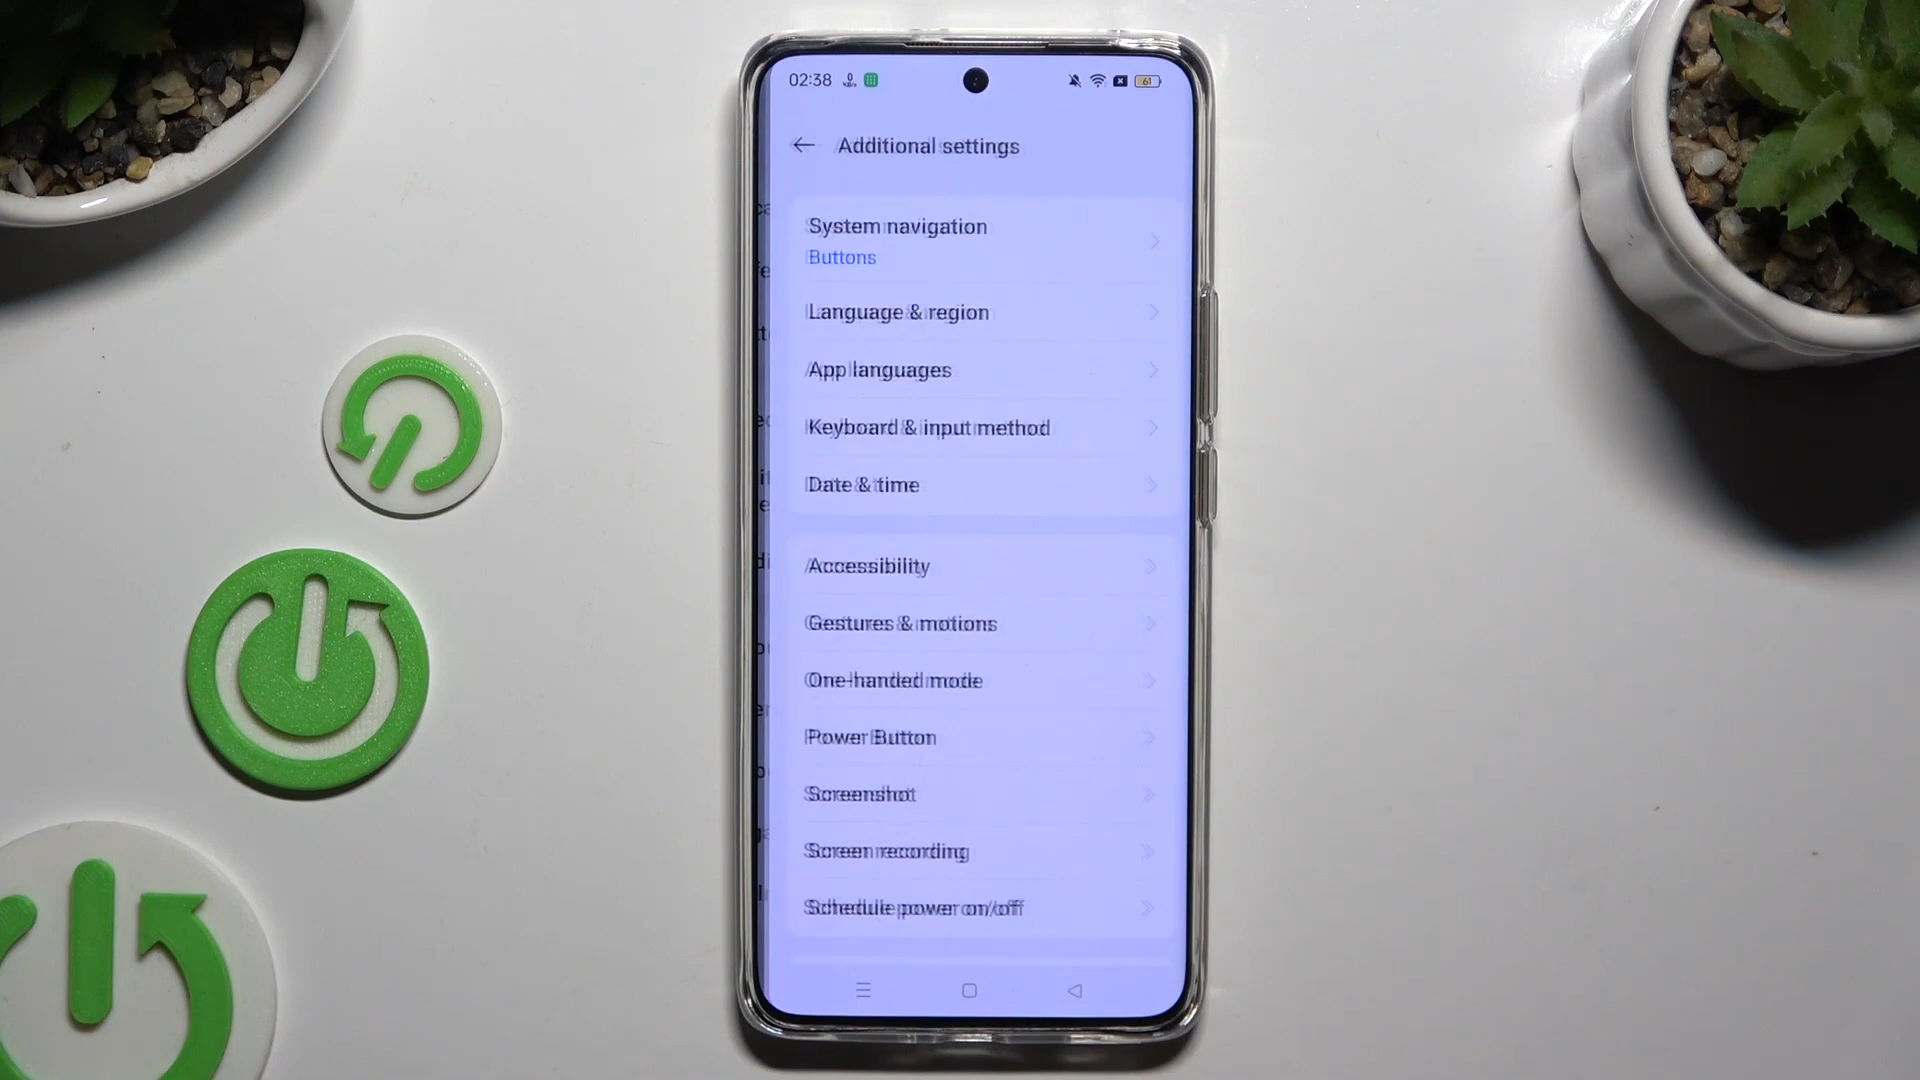 02:38
61
Additional settings
System navigation
Buttons
Language & region
App languages
Keyboard & input method
Date & time
Accessibility
Gestures & motions
One-handed mode
Power Button
Screenshot
Screen recording
Schedule power on/off